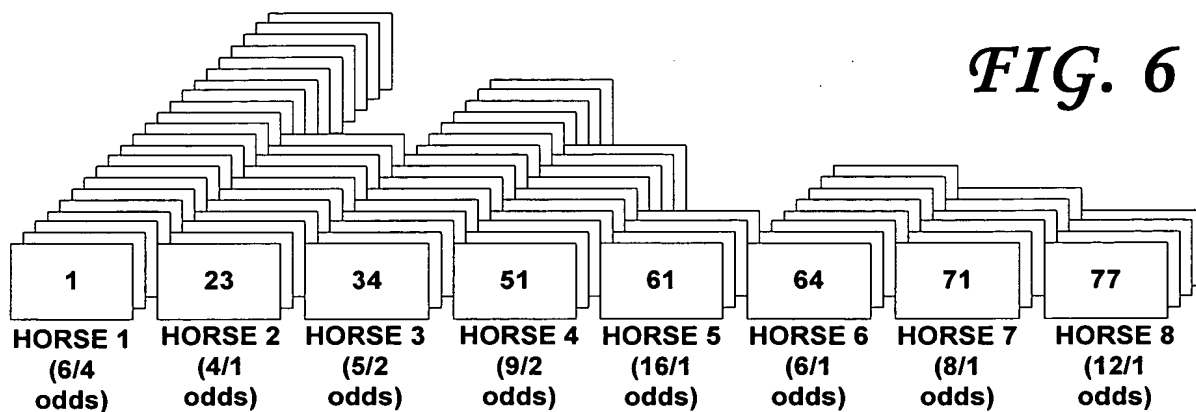 FIG. 6
1 23 34 51 61 64 71 77
HORSE 1 HORSE 2 HORSE 3 HORSE 4 HORSE 5 HORSE 6 HORSE 7 HORSE 8
(6/4 (4/1 (5/2 (9/2 (16/1 (6/1 (8/1 (12/1
odds) odds) odds) odds) odds) odds) odds) odds)